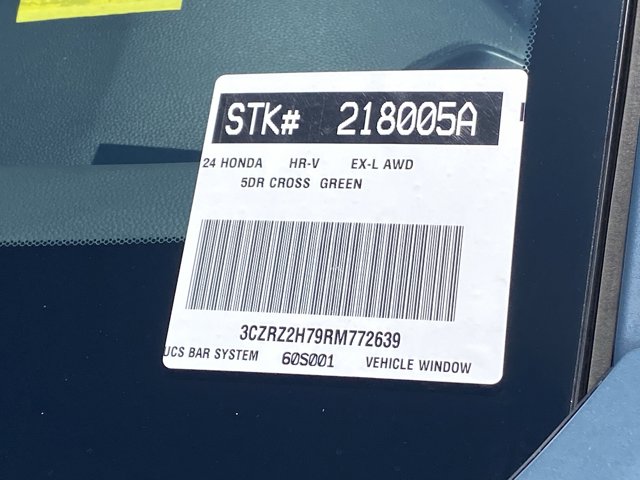 STK# 218005A
24 HONDA HR-V EX-L AWD
5DR CROSS GREEN
3CZRZ2H79RM772639
UCS BAR SYSTEM 60S001 VEHICLE WINDOW